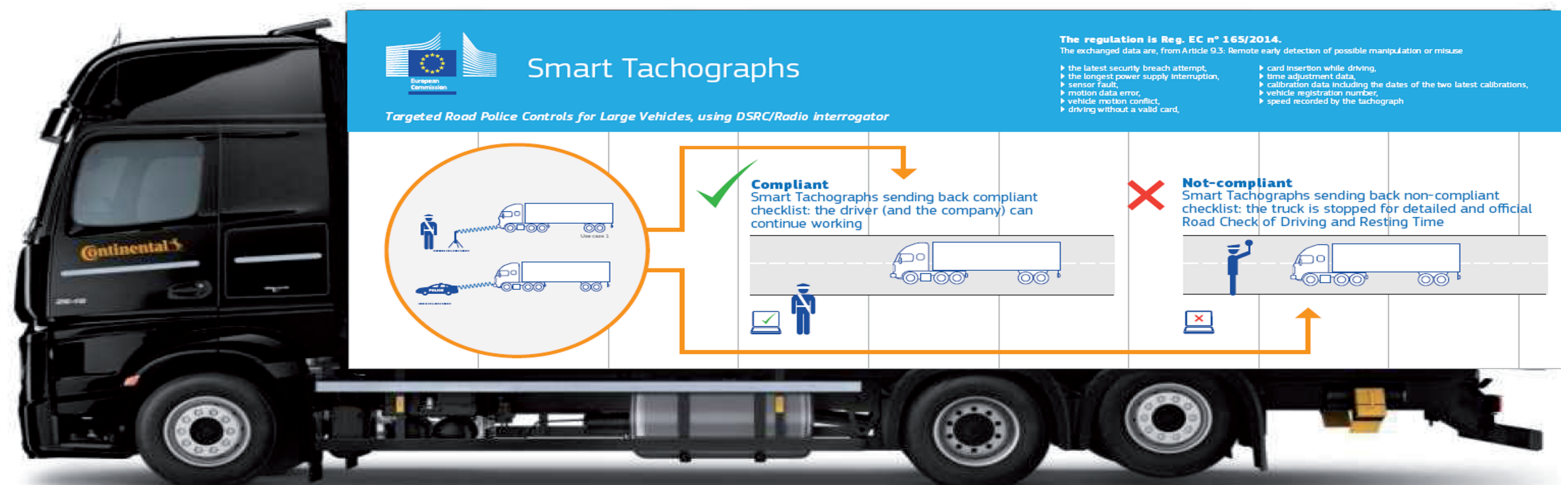 European
Commission
Smart Tachographs
Targeted Road Police Controls for Large Vehicles, using DSRC/Radio interrogator
The regulation is Reg. EC n° 165/2014.
The exchanged data are, from Article 9.3: Remote early detection of possible manipulation or misuse
▶ the latest security breach attempt,
▶ the longest power supply interruption,
▶ sensor fault,
▶ motion data error,
▶ vehicle motion conflict,
▶ driving without a valid card,
▶ card insertion while driving,
▶ time adjustment data,
▶ calibration data including the dates of the two latest calibrations,
▶ vehicle registration number,
▶ speed recorded by the tachograph
Continental
Use case 1
POLICE
Compliant
Smart Tachographs sending back compliant
checklist: the driver (and the company) can
continue working
Not-compliant
Smart Tachographs sending back non-compliant
checklist: the truck is stopped for detailed and official
Road Check of Driving and Resting Time